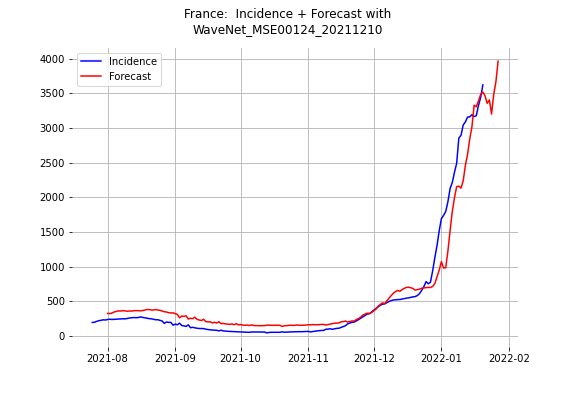 France:  Incidence + Forecast with
WaveNet_MSE00124_20211210
Incidence
Forecast
4000
3500
3000
2500
2000
1500
1000
500
0
2021-08 2021-09 2021-10 2021-11 2021-12 2022-01 2022-02